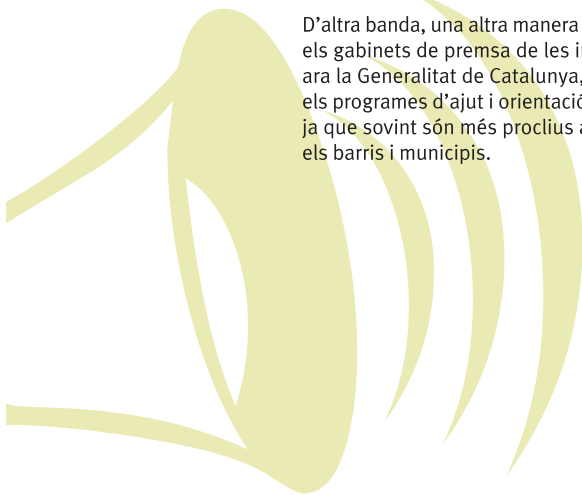 D’altra banda, una altra manera
els gabinets de premsa de les
ara la Generalitat de Catalunya,
els programes d’ajut i orientació
ja que sovint són més proclius
els barris i municipis.